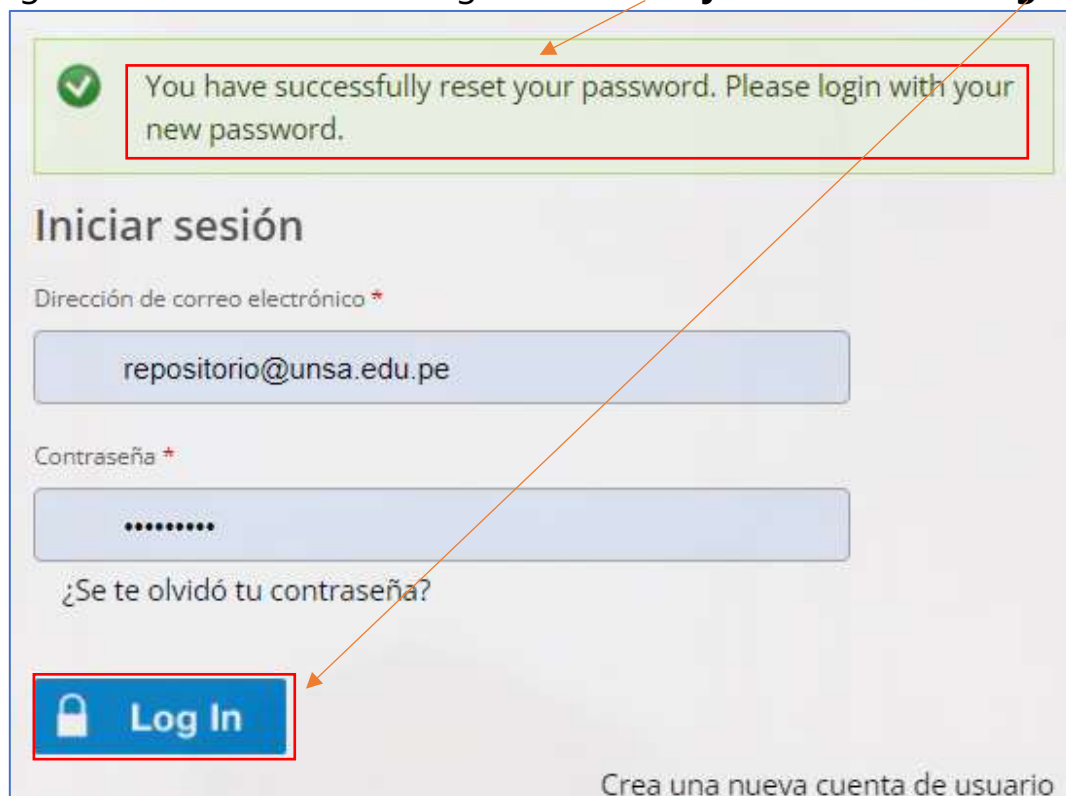 You have successfully reset your password. Please login with your
new password.
Iniciar sesión
Dirección de correo electrónico *
repositorio@unsa.edu.pe
Contraseña *
•••••••••
¿Se te olvidó tu contraseña?
Log In
Crea una nueva cuenta de usuario